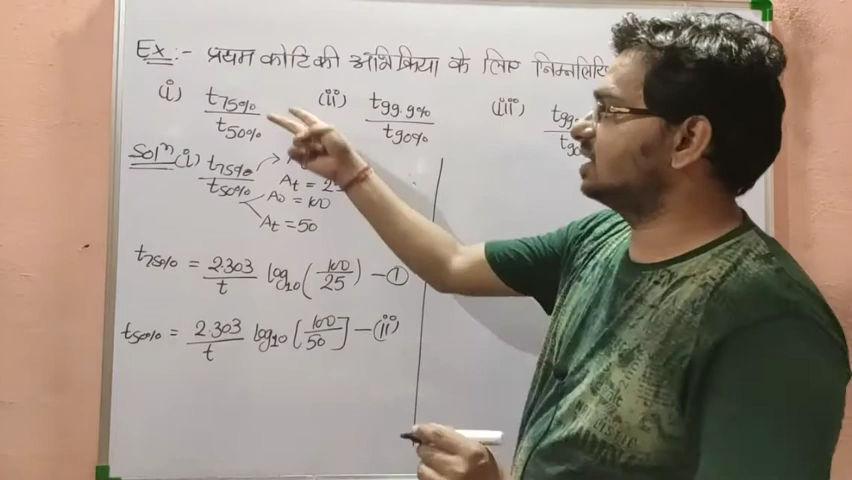 Ex:- प्रथम कोटि की अभिक्रिया के लिए
(i) t75% / t50% (ii) t99.9% / t90% (iii)
Solⁿ (i) t75% / t50%
At = 2
A0 = 100
At = 50
t75% = 2.303/t log10 (100/25) – (1)
t50% = 2.303/t log10 [100/50] – (ii)